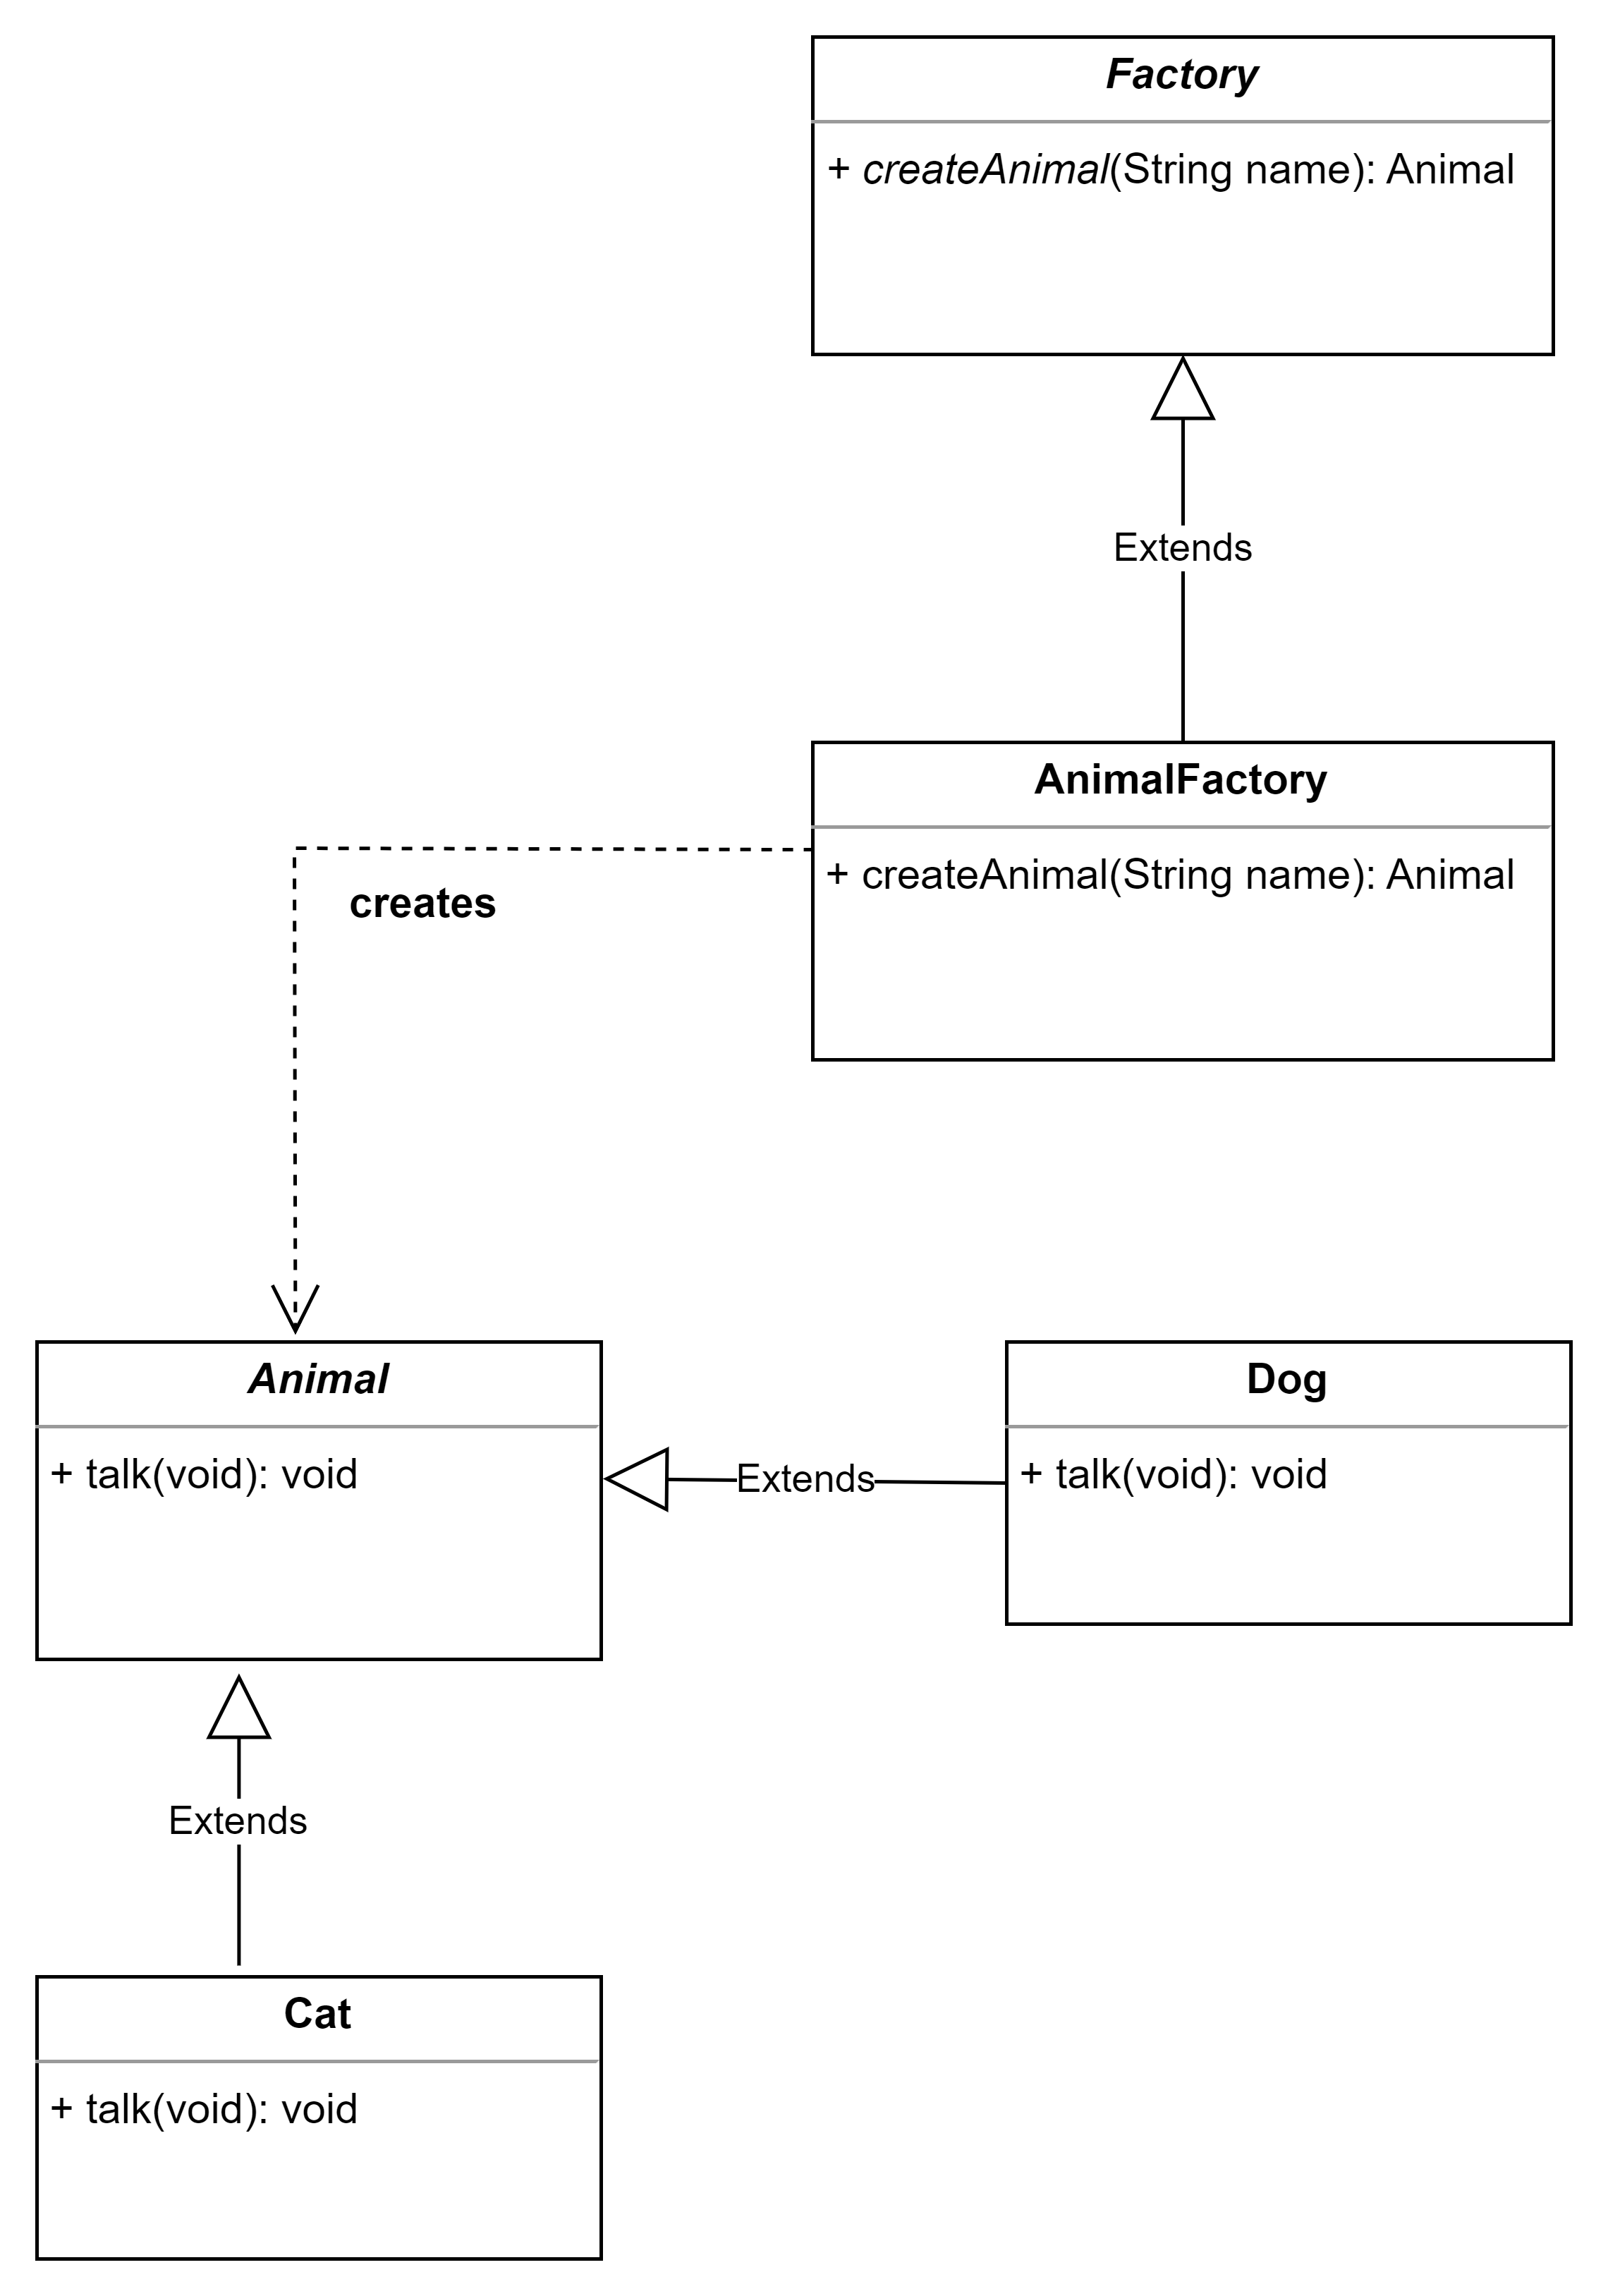 Factory
+ createAnimal(String name): Animal
Extends
AnimalFactory
+ createAnimal(String name): Animal
creates
Animal
+ talk(void): void
Extends
Dog
+ talk(void): void
Extends
Cat
+ talk(void): void